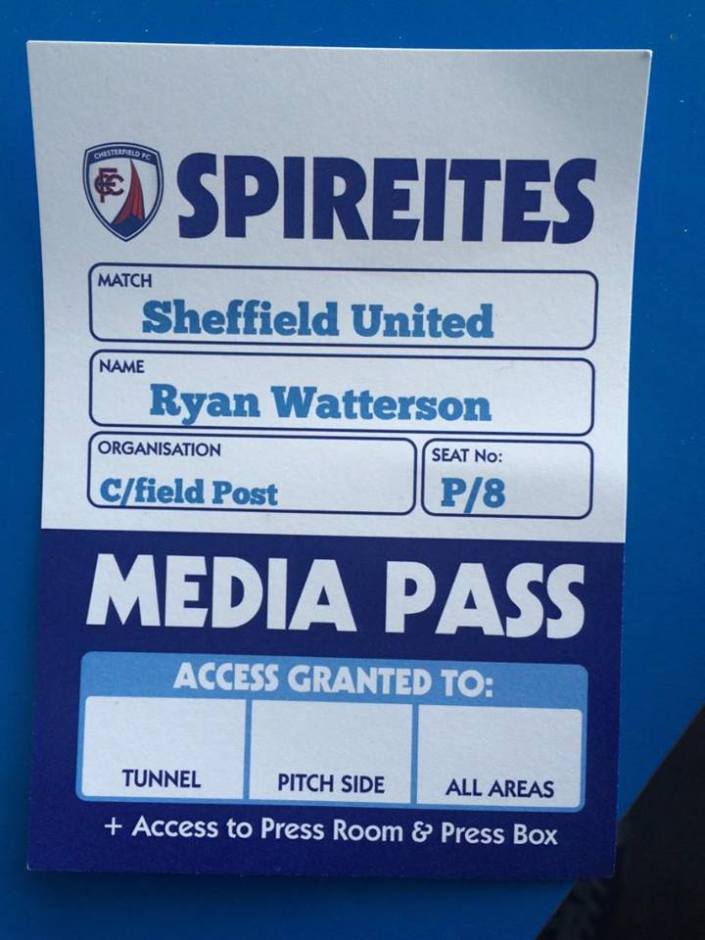 CHESTERFIELD FC
SPIREITES
MATCH
Sheffield United
NAME
Ryan Watterson
ORGANISATION
C/field Post
SEAT No:
P/8
MEDIA PASS
ACCESS GRANTED TO:
TUNNEL
PITCH SIDE
ALL AREAS
+ Access to Press Room & Press Box